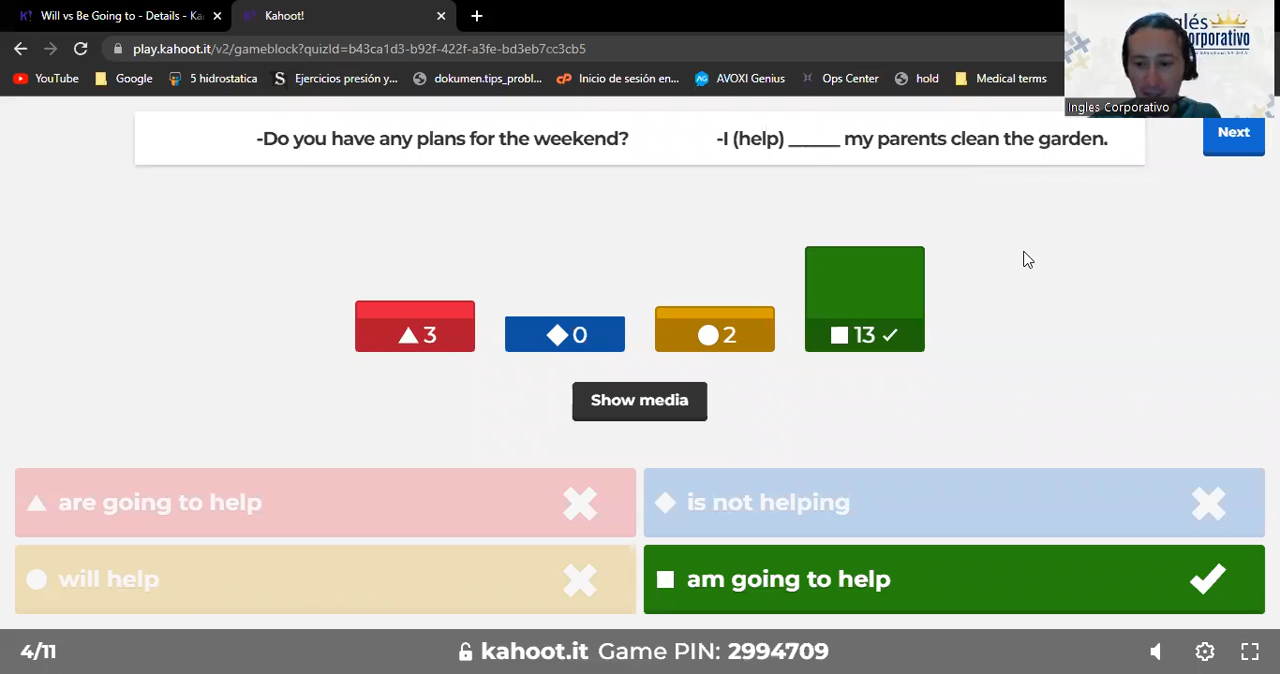 Will vs Be Going to - Details - Ka
Kahoot!
play.kahoot.it/v2/gameblock?quizId=b43ca1d3-b92f-422f-a3fe-bd3eb7cc3cb5
YouTube
Google
5 hidrostatica
Ejercicios presión y...
dokumen.tips_probl...
Inicio de sesión en...
AVOXI Genius
Ops Center
hold
Medical terms
Inglés Corporativo
-Do you have any plans for the weekend? -I (help) _____ my parents clean the garden.
Next
3
0
2
13
Show media
are going to help
is not helping
will help
am going to help
4/11
kahoot.it Game PIN: 2994709